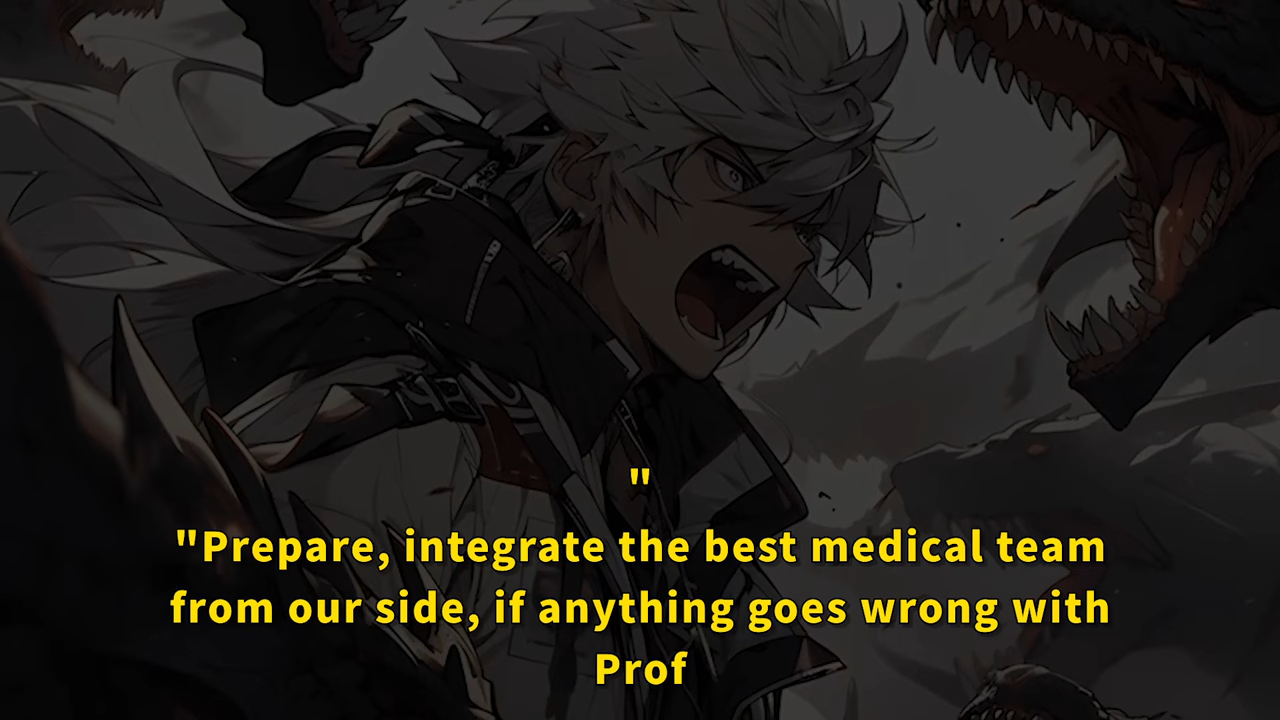 "
"Prepare, integrate the best medical team
from our side, if anything goes wrong with
Prof